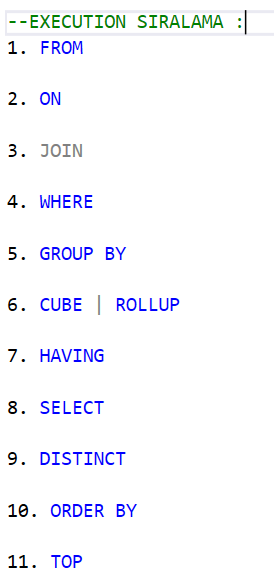 --EXECUTION SIRALAMA :
1. FROM
2. ON
3. JOIN
4. WHERE
5. GROUP BY
6. CUBE | ROLLUP
7. HAVING
8. SELECT
9. DISTINCT
10. ORDER BY
11. TOP